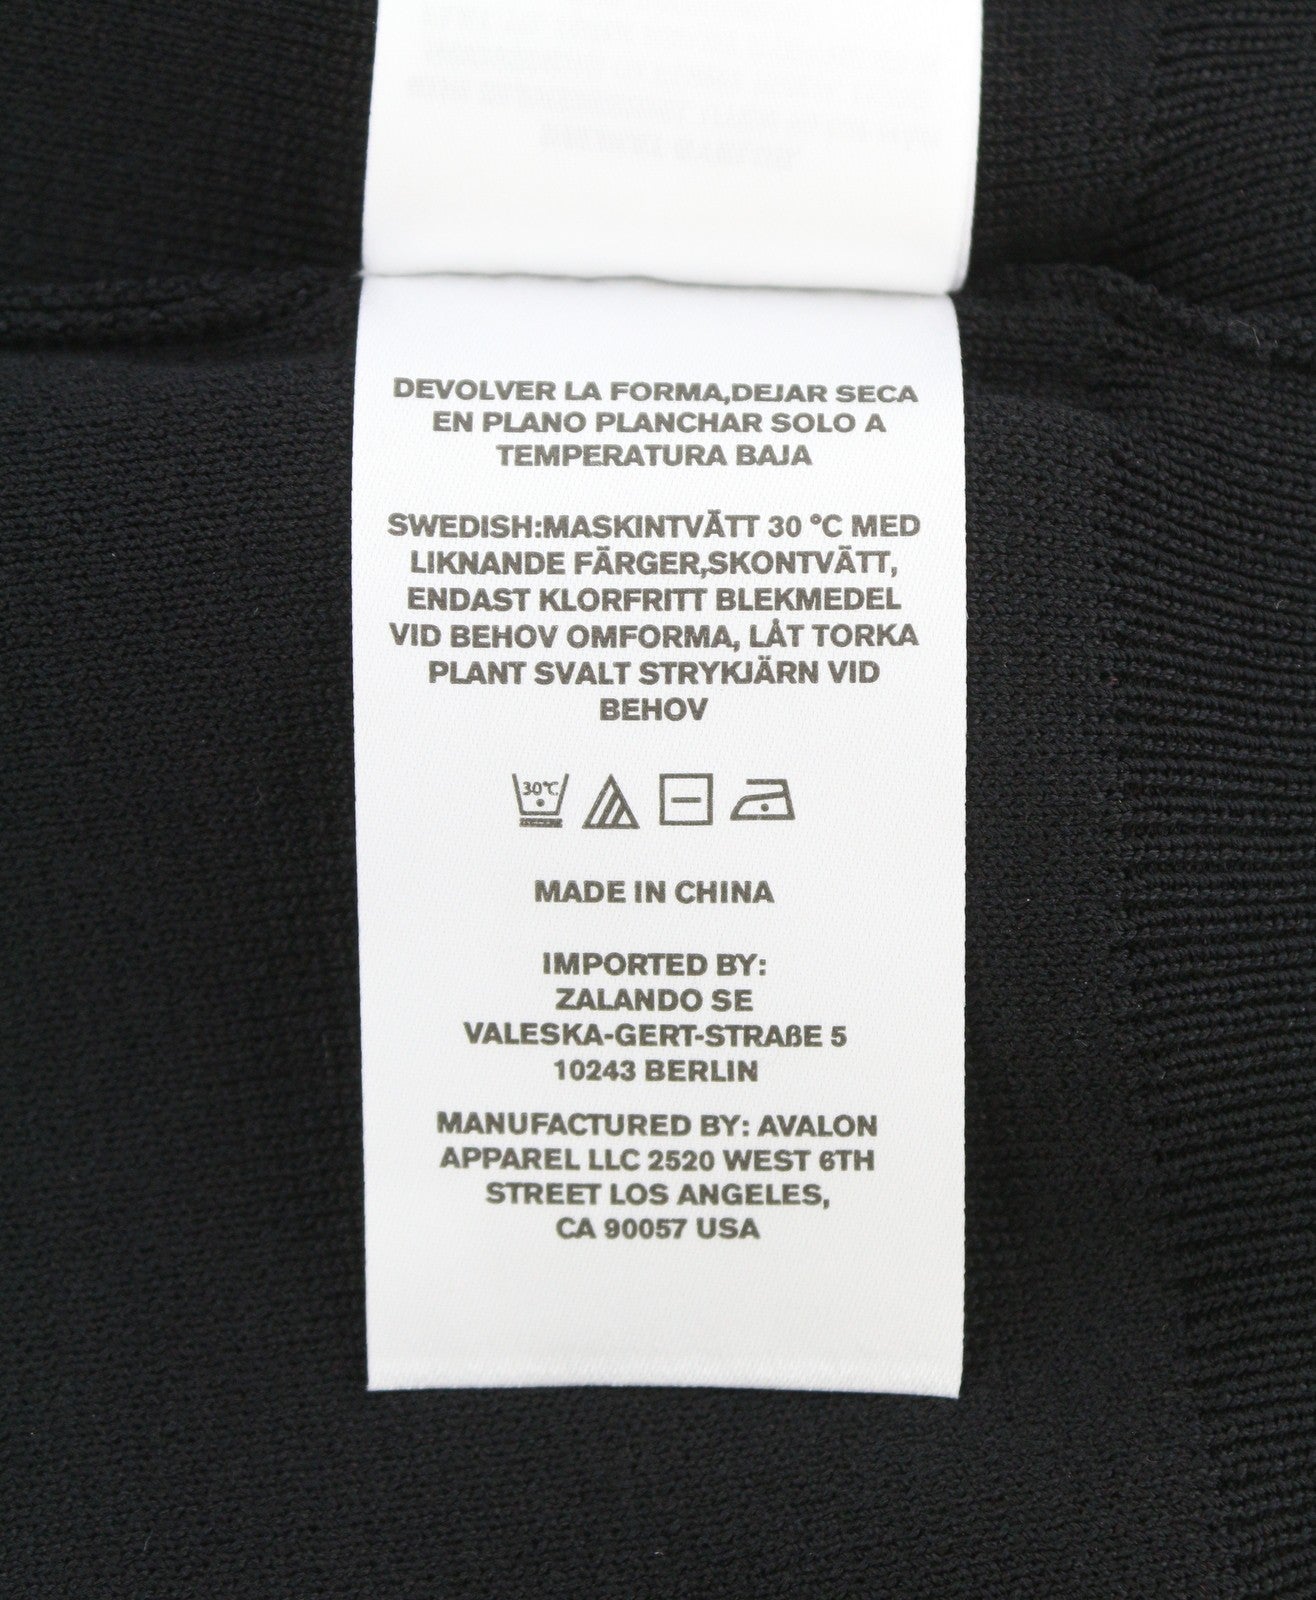 DEVOLVER LA FORMA,DEJAR SECA
EN PLANO PLANCHAR SOLO A
TEMPERATURA BAJA
SWEDISH:MASKINTVÄTT 30 °C MED
LIKNANDE FÄRGER,SKONTVÄTT,
ENDAST KLORFRITT BLEKMEDEL
VID BEHOV OMFORMA, LÅT TORKA
PLANT SVALT STRYKJÄRN VID
BEHOV
30°C
MADE IN CHINA
IMPORTED BY:
ZALANDO SE
VALESKA-GERT-STRAßE 5
10243 BERLIN
MANUFACTURED BY: AVALON
APPAREL LLC 2520 WEST 6TH
STREET LOS ANGELES,
CA 90057 USA